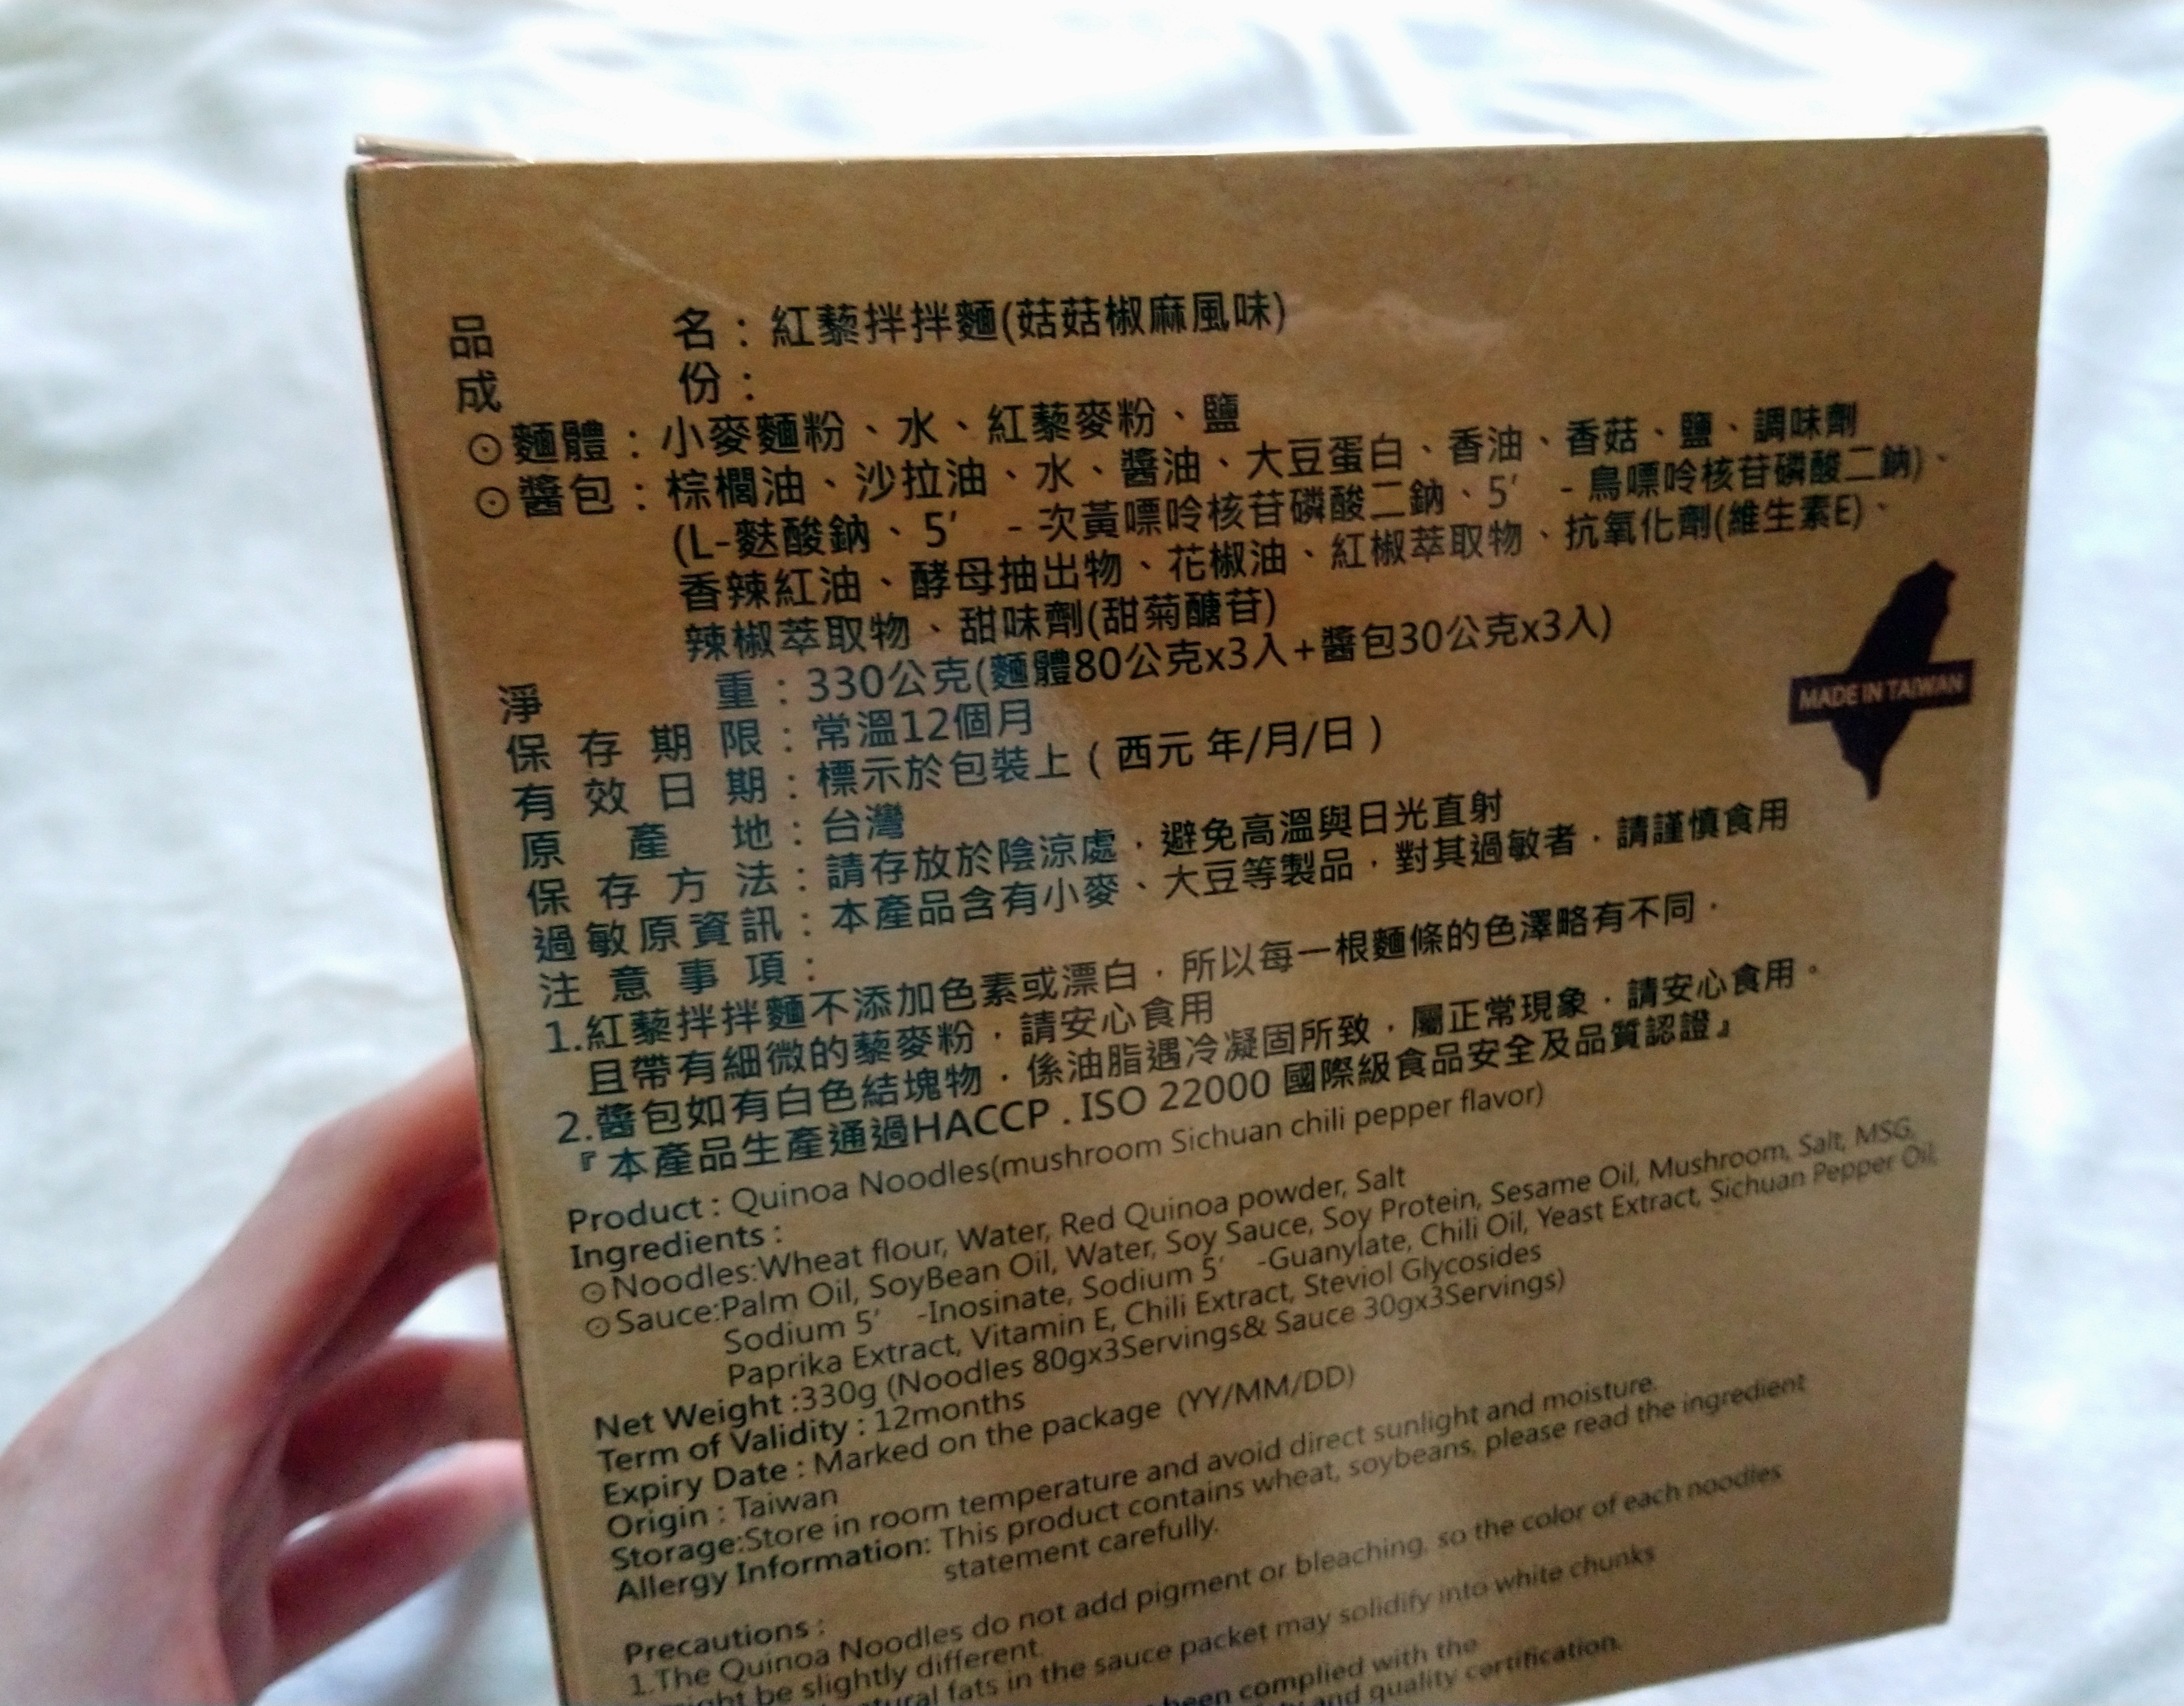 品名：紅藜拌拌麵(菇菇椒麻風味)
成份：
⊙麵體：小麥麵粉、水、紅藜麥粉、鹽
⊙醬包：棕櫚油、沙拉油、水、醬油、大豆蛋白、香油、香菇、鹽、調味劑
(L-麩酸鈉、5′-次黃嘌呤核苷磷酸二鈉、5′-鳥嘌呤核苷磷酸二鈉)、
香辣紅油、酵母抽出物、花椒油、紅椒萃取物、抗氧化劑(維生素E)、
辣椒萃取物、甜味劑(甜菊醣苷)
淨重：330公克(麵體80公克x3入+醬包30公克x3入)
保存期限：常溫12個月
有效日期：標示於包裝上(西元 年/月/日)
原產地：台灣
保存方法：請存放於陰涼處，避免高溫與日光直射
過敏原資訊：本產品含有小麥、大豆等製品，對其過敏者，請謹慎食用
注意事項：
1.紅藜拌拌麵不添加色素或漂白，所以每一根麵條的色澤略有不同，
且帶有細微的藜麥粉，請安心食用
2.醬包如有白色結塊物，係油脂遇冷凝固所致，屬正常現象，請安心食用。
『本產品生產通過HACCP．ISO 22000 國際級食品安全及品質認證』
MADE IN TAIWAN
Product : Quinoa Noodles(mushroom Sichuan chili pepper flavor)
Ingredients :
⊙Noodles:Wheat flour, Water, Red Quinoa powder, Salt
⊙Sauce:Palm Oil, SoyBean Oil, Water, Soy Sauce, Soy Protein, Sesame Oil, Mushroom, Salt, MSG,
Sodium 5′ -Inosinate, Sodium 5′ -Guanylate, Chili Oil, Yeast Extract, Sichuan Pepper Oil,
Paprika Extract, Vitamin E, Chili Extract, Steviol Glycosides
Net Weight :330g (Noodles 80gx3Servings& Sauce 30gx3Servings)
Term of Validity : 12months
Expiry Date : Marked on the package (YY/MM/DD)
Origin : Taiwan
Storage:Store in room temperature and avoid direct sunlight and moisture.
Allergy Information: This product contains wheat, soybeans, please read the ingredient
statement carefully.
Precautions :
1.The Quinoa Noodles do not add pigment or bleaching, so the color of each noodles
might be slightly different.
fats in the sauce packet may solidify into white chunks
been complied with the
and quality certification.